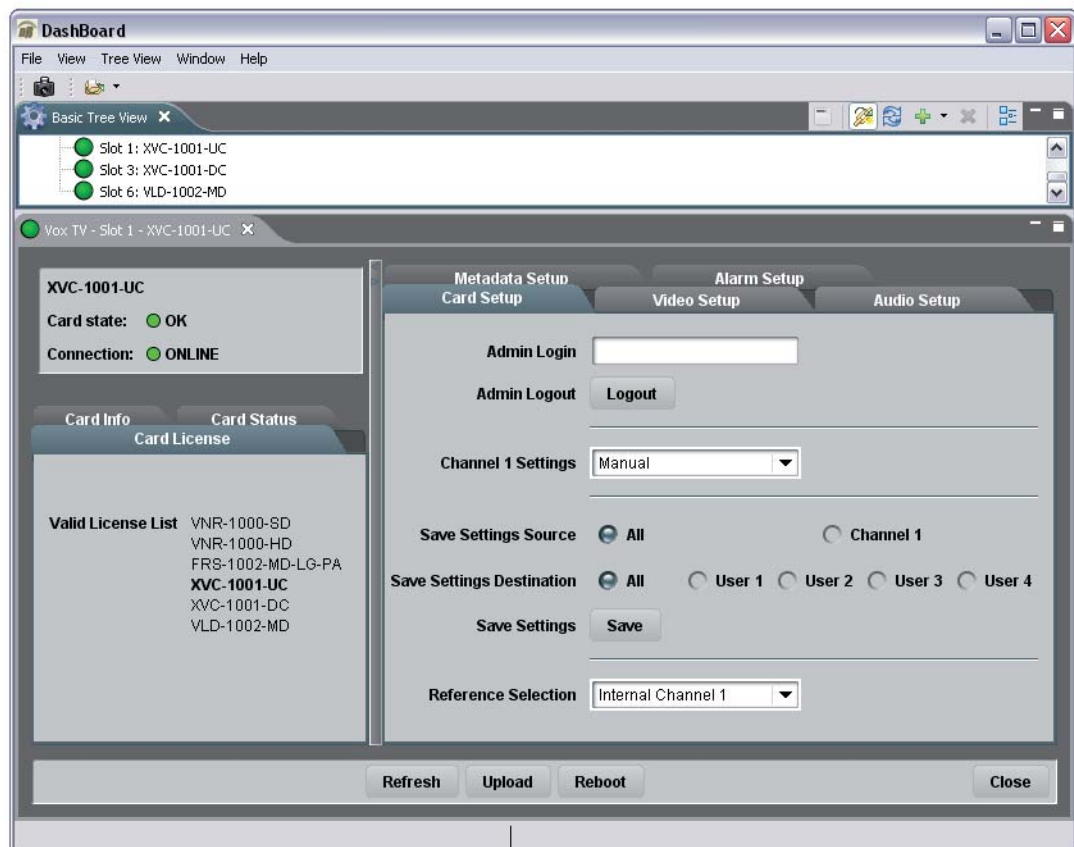 DashBoard
File View Tree View Window Help
Basic Tree View
Slot 1: XVC-1001-UC
Slot 3: XVC-1001-DC
Slot 6: VLD-1002-MD
Vox TV - Slot 1 - XVC-1001-UC
XVC-1001-UC
Card state: OK
Connection: ONLINE
Card Info Card Status
Card License
Valid License List VNR-1000-SD
VNR-1000-HD
FRS-1002-MD-LG-PA
XVC-1001-UC
XVC-1001-DC
VLD-1002-MD
Metadata Setup Alarm Setup
Card Setup Video Setup Audio Setup
Admin Login
Admin Logout Logout
Channel 1 Settings Manual
Save Settings Source All Channel 1
Save Settings Destination All User 1 User 2 User 3 User 4
Save Settings Save
Reference Selection Internal Channel 1
Refresh Upload Reboot Close